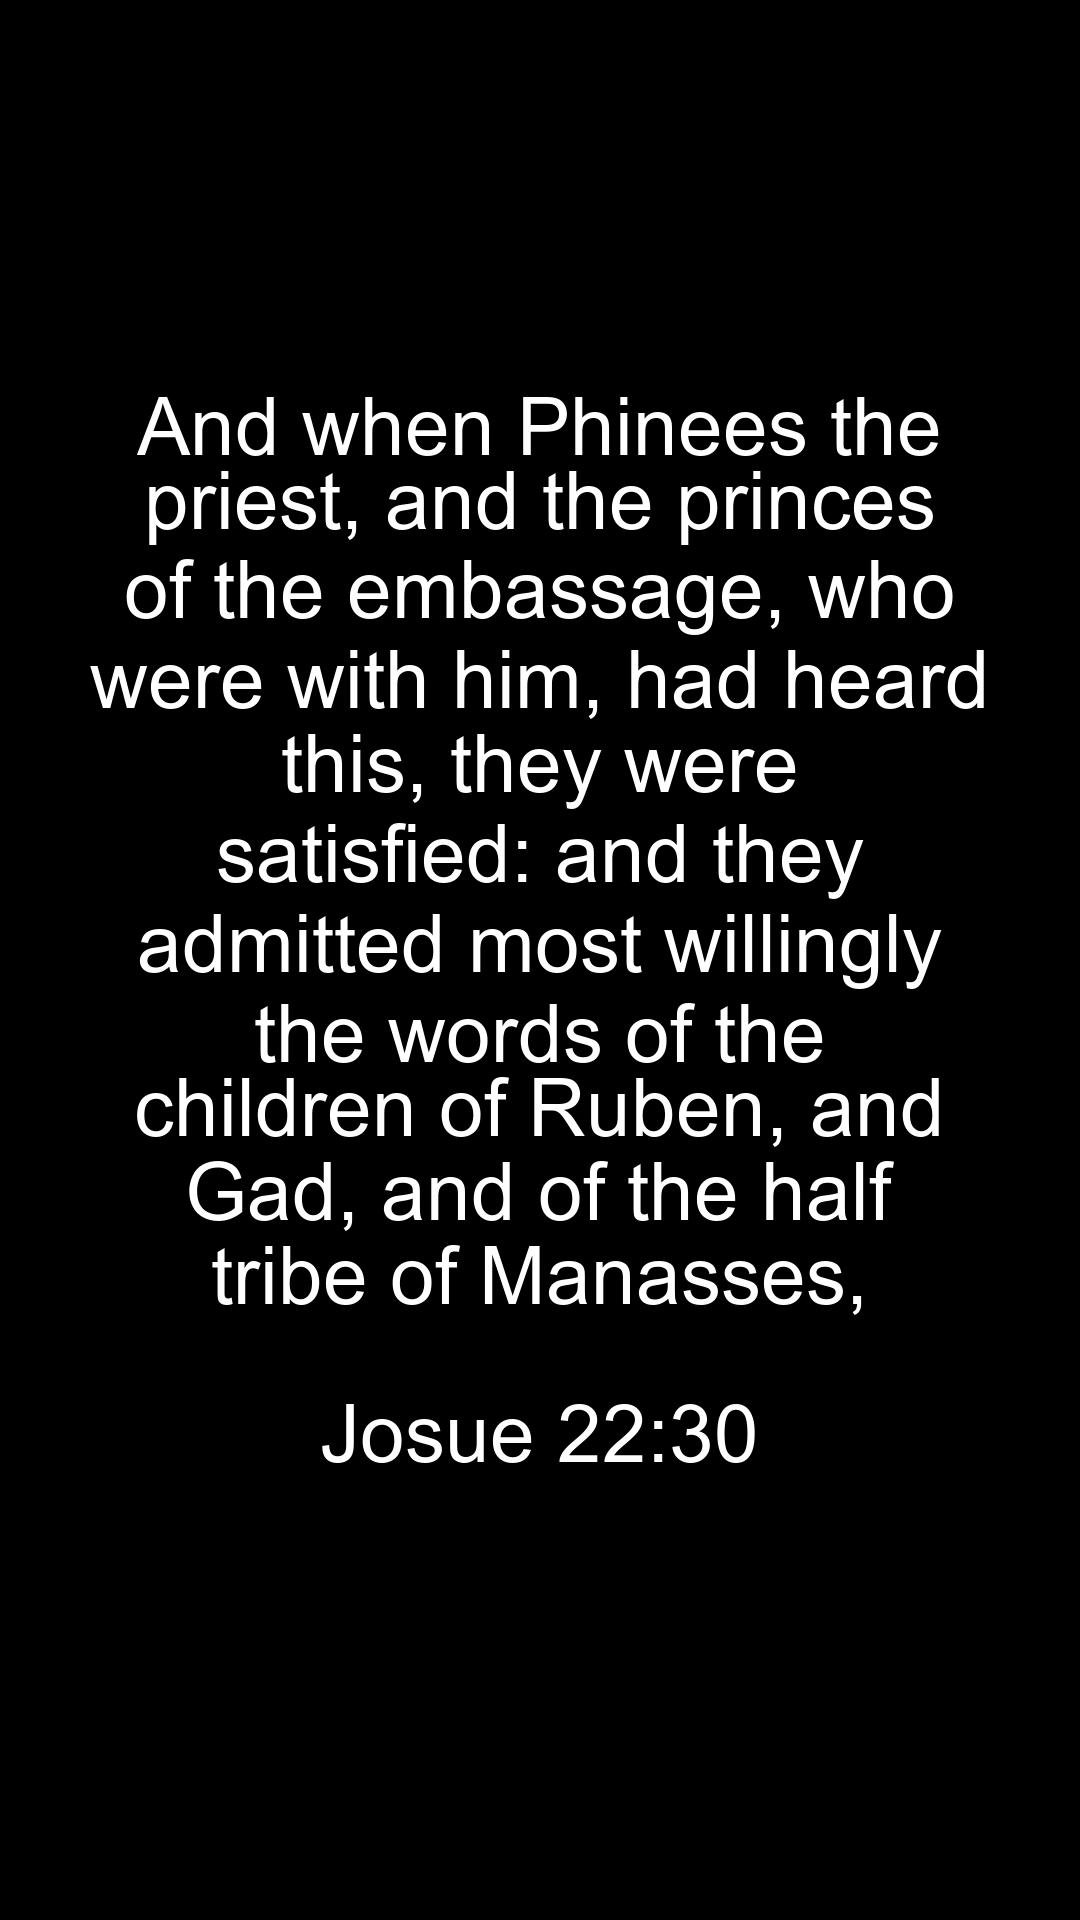 And when Phinees the
priest, and the princes
of the embassage, who
were with him, had heard
this, they were
satisfied: and they
admitted most willingly
the words of the
children of Ruben, and
Gad, and of the half
tribe of Manasses,
Josue 22:30